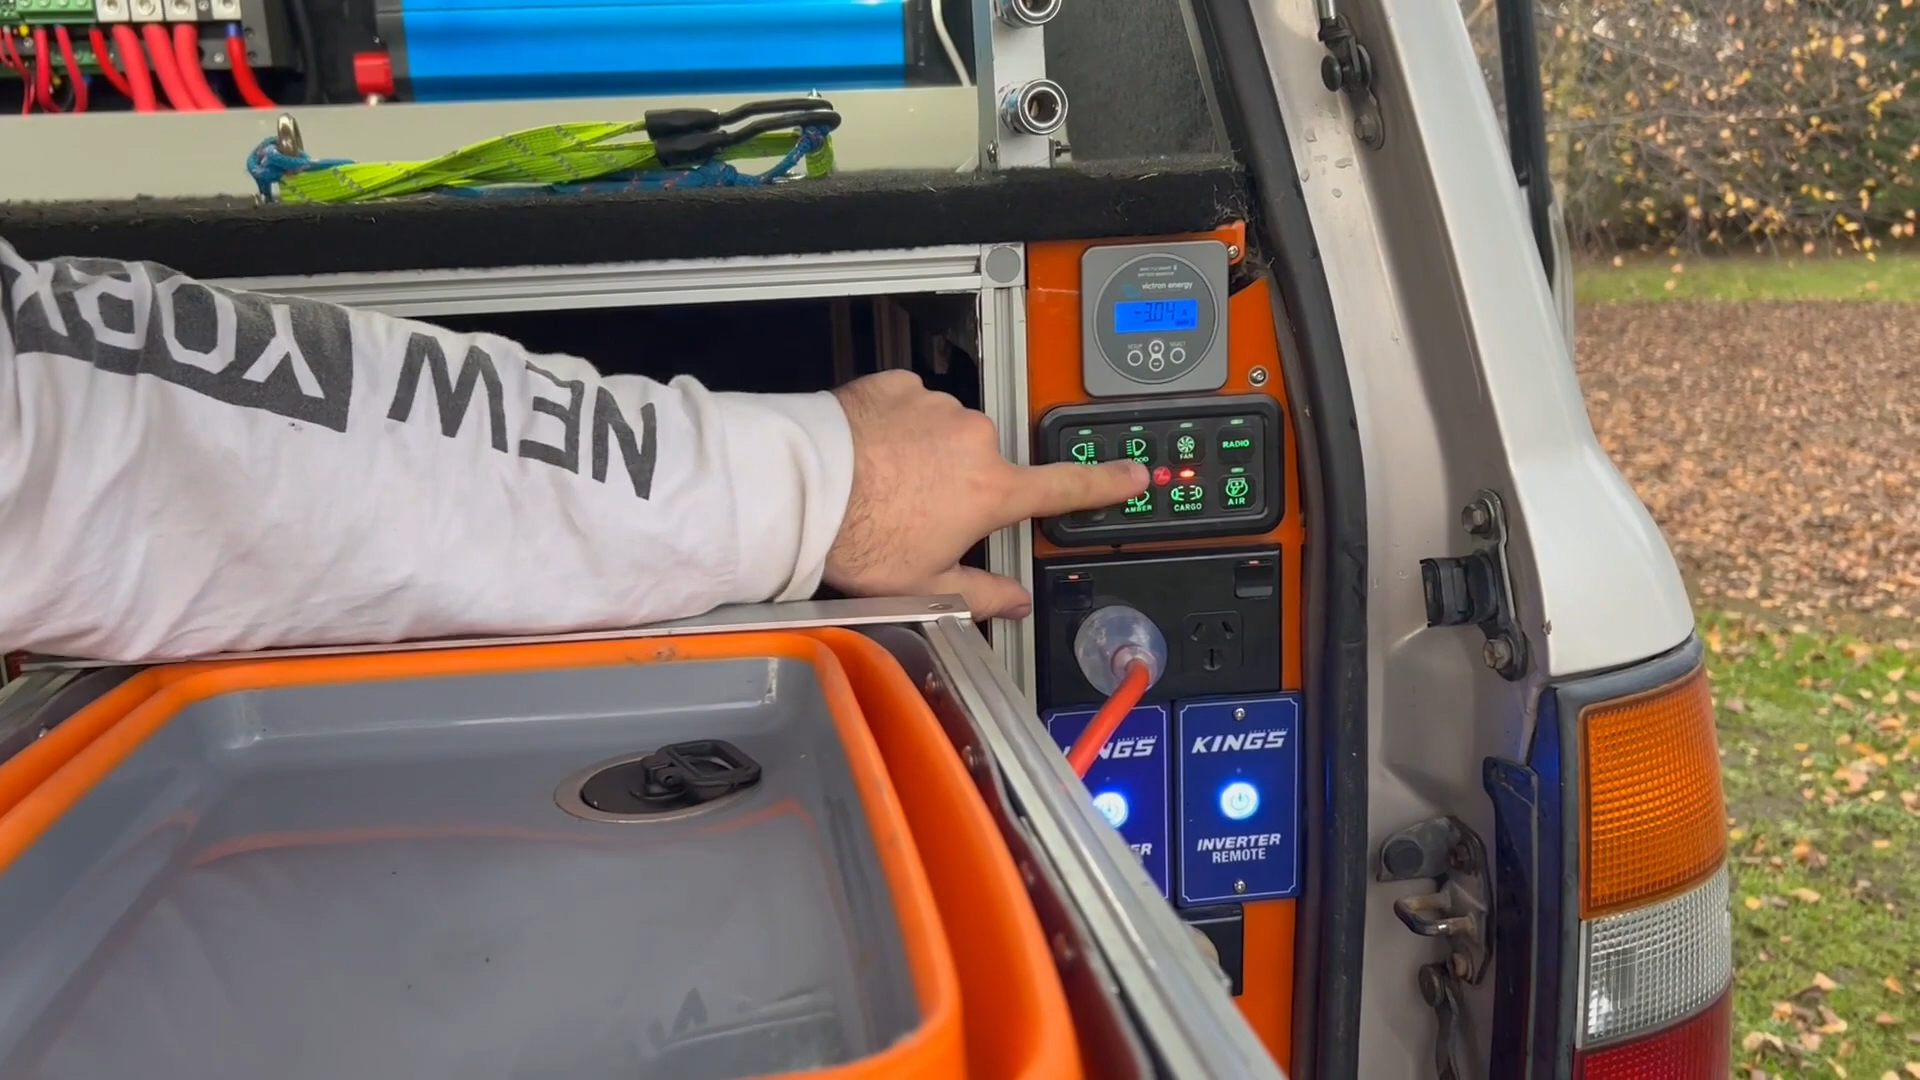 NEW YORK
victron energy
-3.04 A
SETUP
SELECT
FAN
RADIO
AMBER
CARGO
AIR
KINGS
KINGS
INVERTER
REMOTE